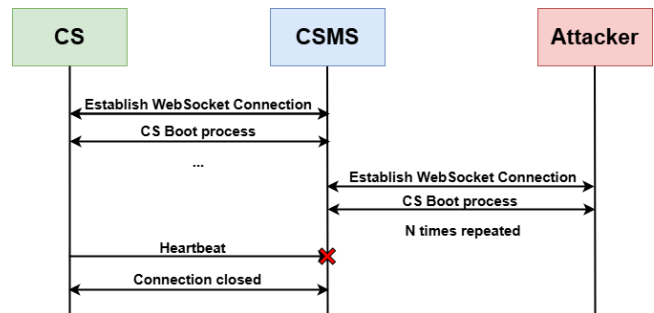 CS
CSMS
Attacker
Establish WebSocket Connection
CS Boot process
...
Establish WebSocket Connection
CS Boot process
N times repeated
Heartbeat
Connection closed